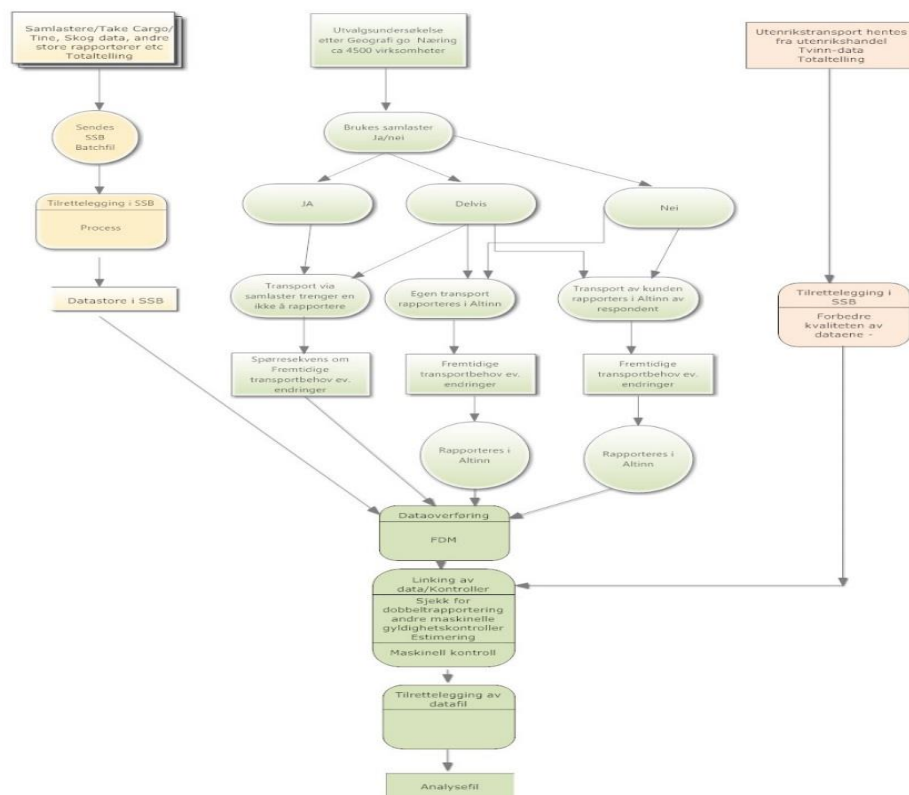 Samlastere/Take Cargo/
Tine, Skog data, andre
store rapportører etc
Totaltelling
Utvalgsundersøkelse
etter Geografi go Næring
ca 4500 virksomheter
Utenrikstransport hentes
fra utenrikshandel
Tvinn-data
Totaltelling
Sendes
SSB
Batchfil
Brukes samlaster
Ja/nei
Tilrettelegging i SSB
Process
JA
Delvis
Nei
Datastore i SSB
Transport via
samlaster trenger en
ikke å rapportere
Egen transport
rapporteres i Altinn
Transport av kunden
rapporters i Altinn av
respondent
Tilrettelegging i
SSB
Forbedre
kvaliteten av
dataene -
Spørresekvens om
Fremtidige
transportbehov ev.
endringer
Fremtidige
transportbehov ev.
endringer
Fremtidige
transportbehov ev.
endringer
Rapporteres i
Altinn
Rapporteres i
Altinn
Dataoverføring
FDM
Linking av
data/Kontroller
Sjekk for
dobbeltrapportering
andre maskinelle
gyldighetskontroller
Estimering
Maskinell kontroll
Tilrettelegging av
datafil
Analysefil